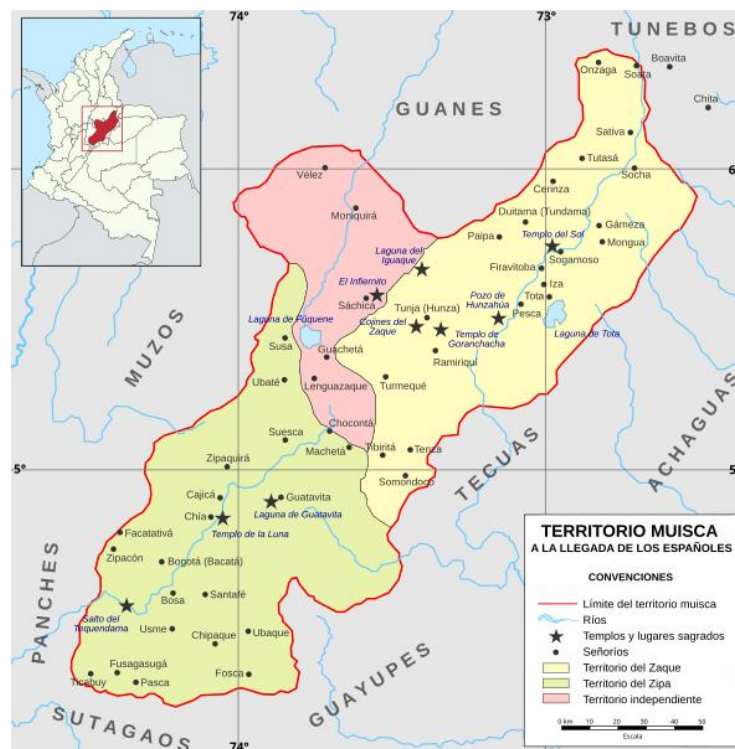 74°
73°
TUNEBOS
Boavita
Onzaga
Soatá
Chita
GUANES
Sativa
Tutasá
Vélez
Socha
Cerinza
Moniquirá
Duitama (Tundama)
Gámeza
Paipa
Templo del Sol
Mongua
Laguna del
Iguaque
Sogamoso
Firavitoba
El Infiernito
Iza
Sáchica
Pozo de
Hunzahúa
Tota
Tunja (Hunza)
Pesca
Laguna de Fúquene
Cojines del
Zaque
Templo de
Goranchacha
Laguna de Tota
MUZOS
Susa
Guachetá
Ramiriquí
Ubaté
Lenguazaque
Turmequé
Chocontá
Suesca
Machetá
Tibiritá
Tenza
ACHAGUAS
TECUAS
5°
5°
Zipaquirá
Somondoco
Cajicá
Guatavita
Chía
Laguna de Guatavita
Templo de la Luna
Facatativá
Zipacón
Bogotá (Bacatá)
PANCHES
Bosa
Santafé
Salto del
Tequendama
Usme
Ubaque
Chipaque
Fusagasugá
Fosca
Ticabuy
Pasca
GUAYUPES
SUTAGAOS
74°
TERRITORIO MUISCA
A LA LLEGADA DE LOS ESPAÑOLES
CONVENCIONES
Límite del territorio muisca
Ríos
Templos y lugares sagrados
Señoríos
Territorio del Zaque
Territorio del Zipa
Territorio independiente
0 km 10 20 30 40 50
Escala